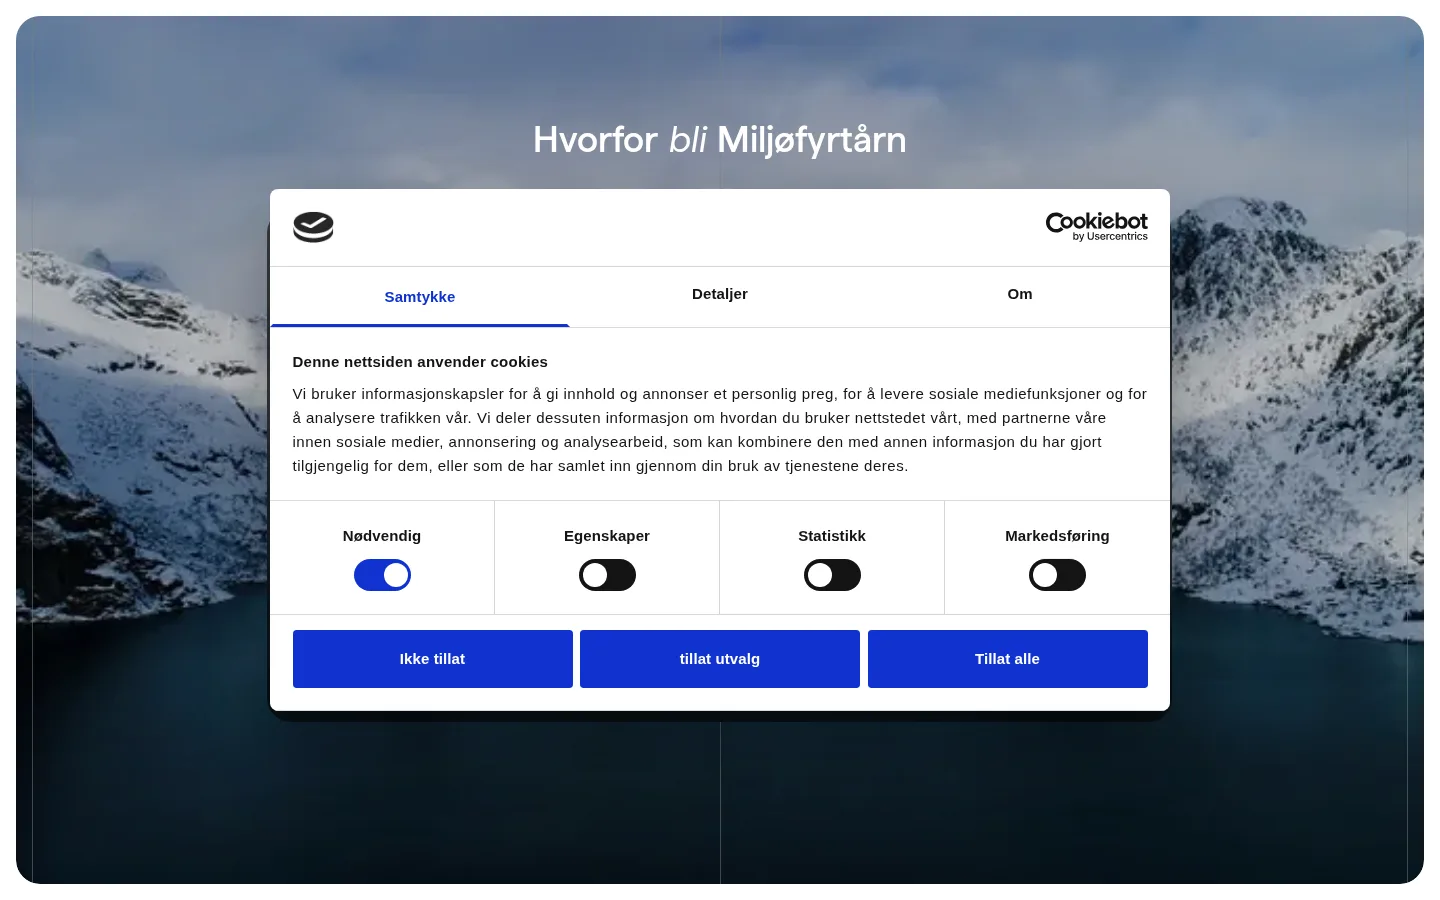 Hvorfor bli Miljøfyrtårn
Cookiebot
by Usercentrics
Samtykke
Detaljer
Om
Denne nettsiden anvender cookies
Vi bruker informasjonskapsler for å gi innhold og annonser et personlig preg, for å levere sosiale mediefunksjoner og for
å analysere trafikken vår. Vi deler dessuten informasjon om hvordan du bruker nettstedet vårt, med partnerne våre
innen sosiale medier, annonsering og analysearbeid, som kan kombinere den med annen informasjon du har gjort
tilgjengelig for dem, eller som de har samlet inn gjennom din bruk av tjenestene deres.
Nødvendig
Egenskaper
Statistikk
Markedsføring
Ikke tillat
tillat utvalg
Tillat alle